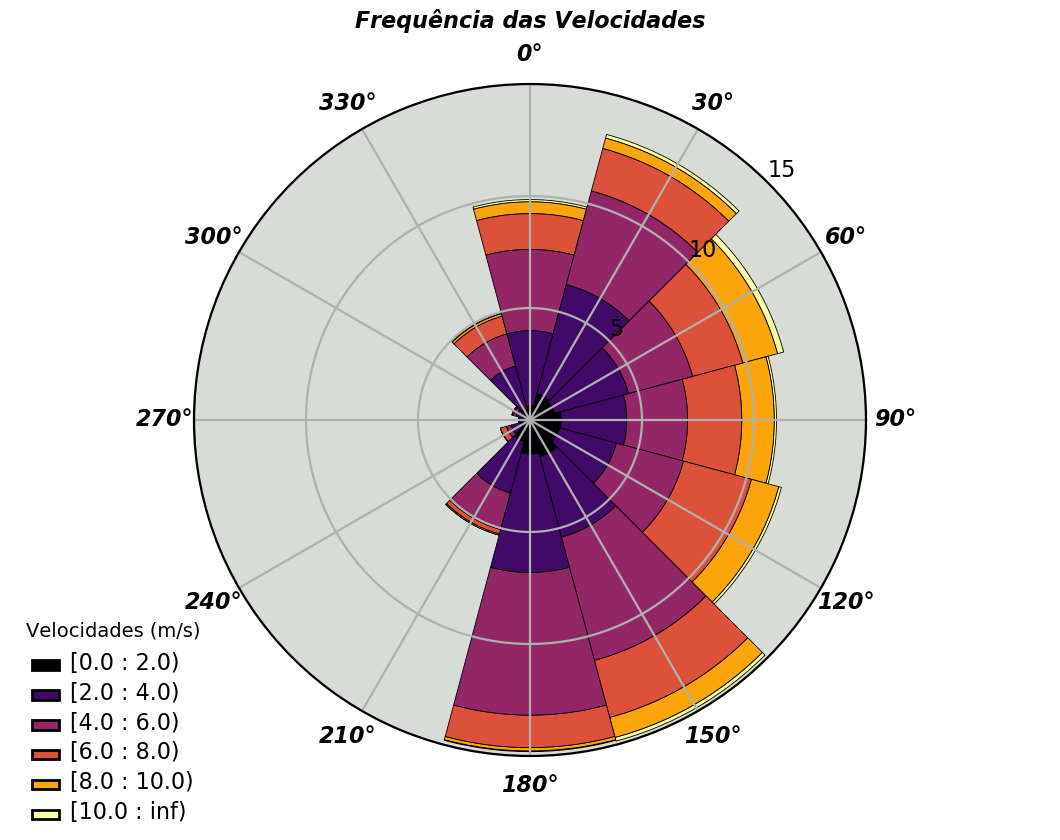 Frequência das Velocidades
0°
330°
30°
15
300°
60°
10
5
270°
90°
240°
120°
210°
150°
180°
Velocidades (m/s)
[0.0 : 2.0)
[2.0 : 4.0)
[4.0 : 6.0)
[6.0 : 8.0)
[8.0 : 10.0)
[10.0 : inf)